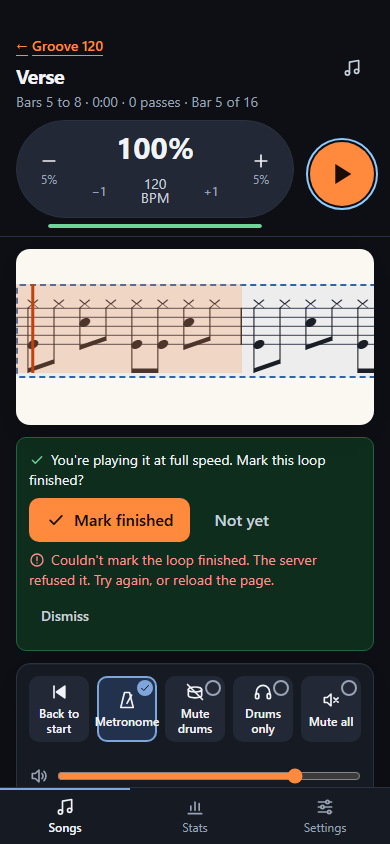 ← Groove 120
Verse
Bars 5 to 8 · 0:00 · 0 passes · Bar 5 of 16
100%
5%
5%
−1
120
BPM
+1
You're playing it at full speed. Mark this loop
finished?
Mark finished
Not yet
Couldn't mark the loop finished. The server
refused it. Try again, or reload the page.
Dismiss
Back to
start
Metronome
Mute
drums
Drums
only
Mute all
Songs
Stats
Settings